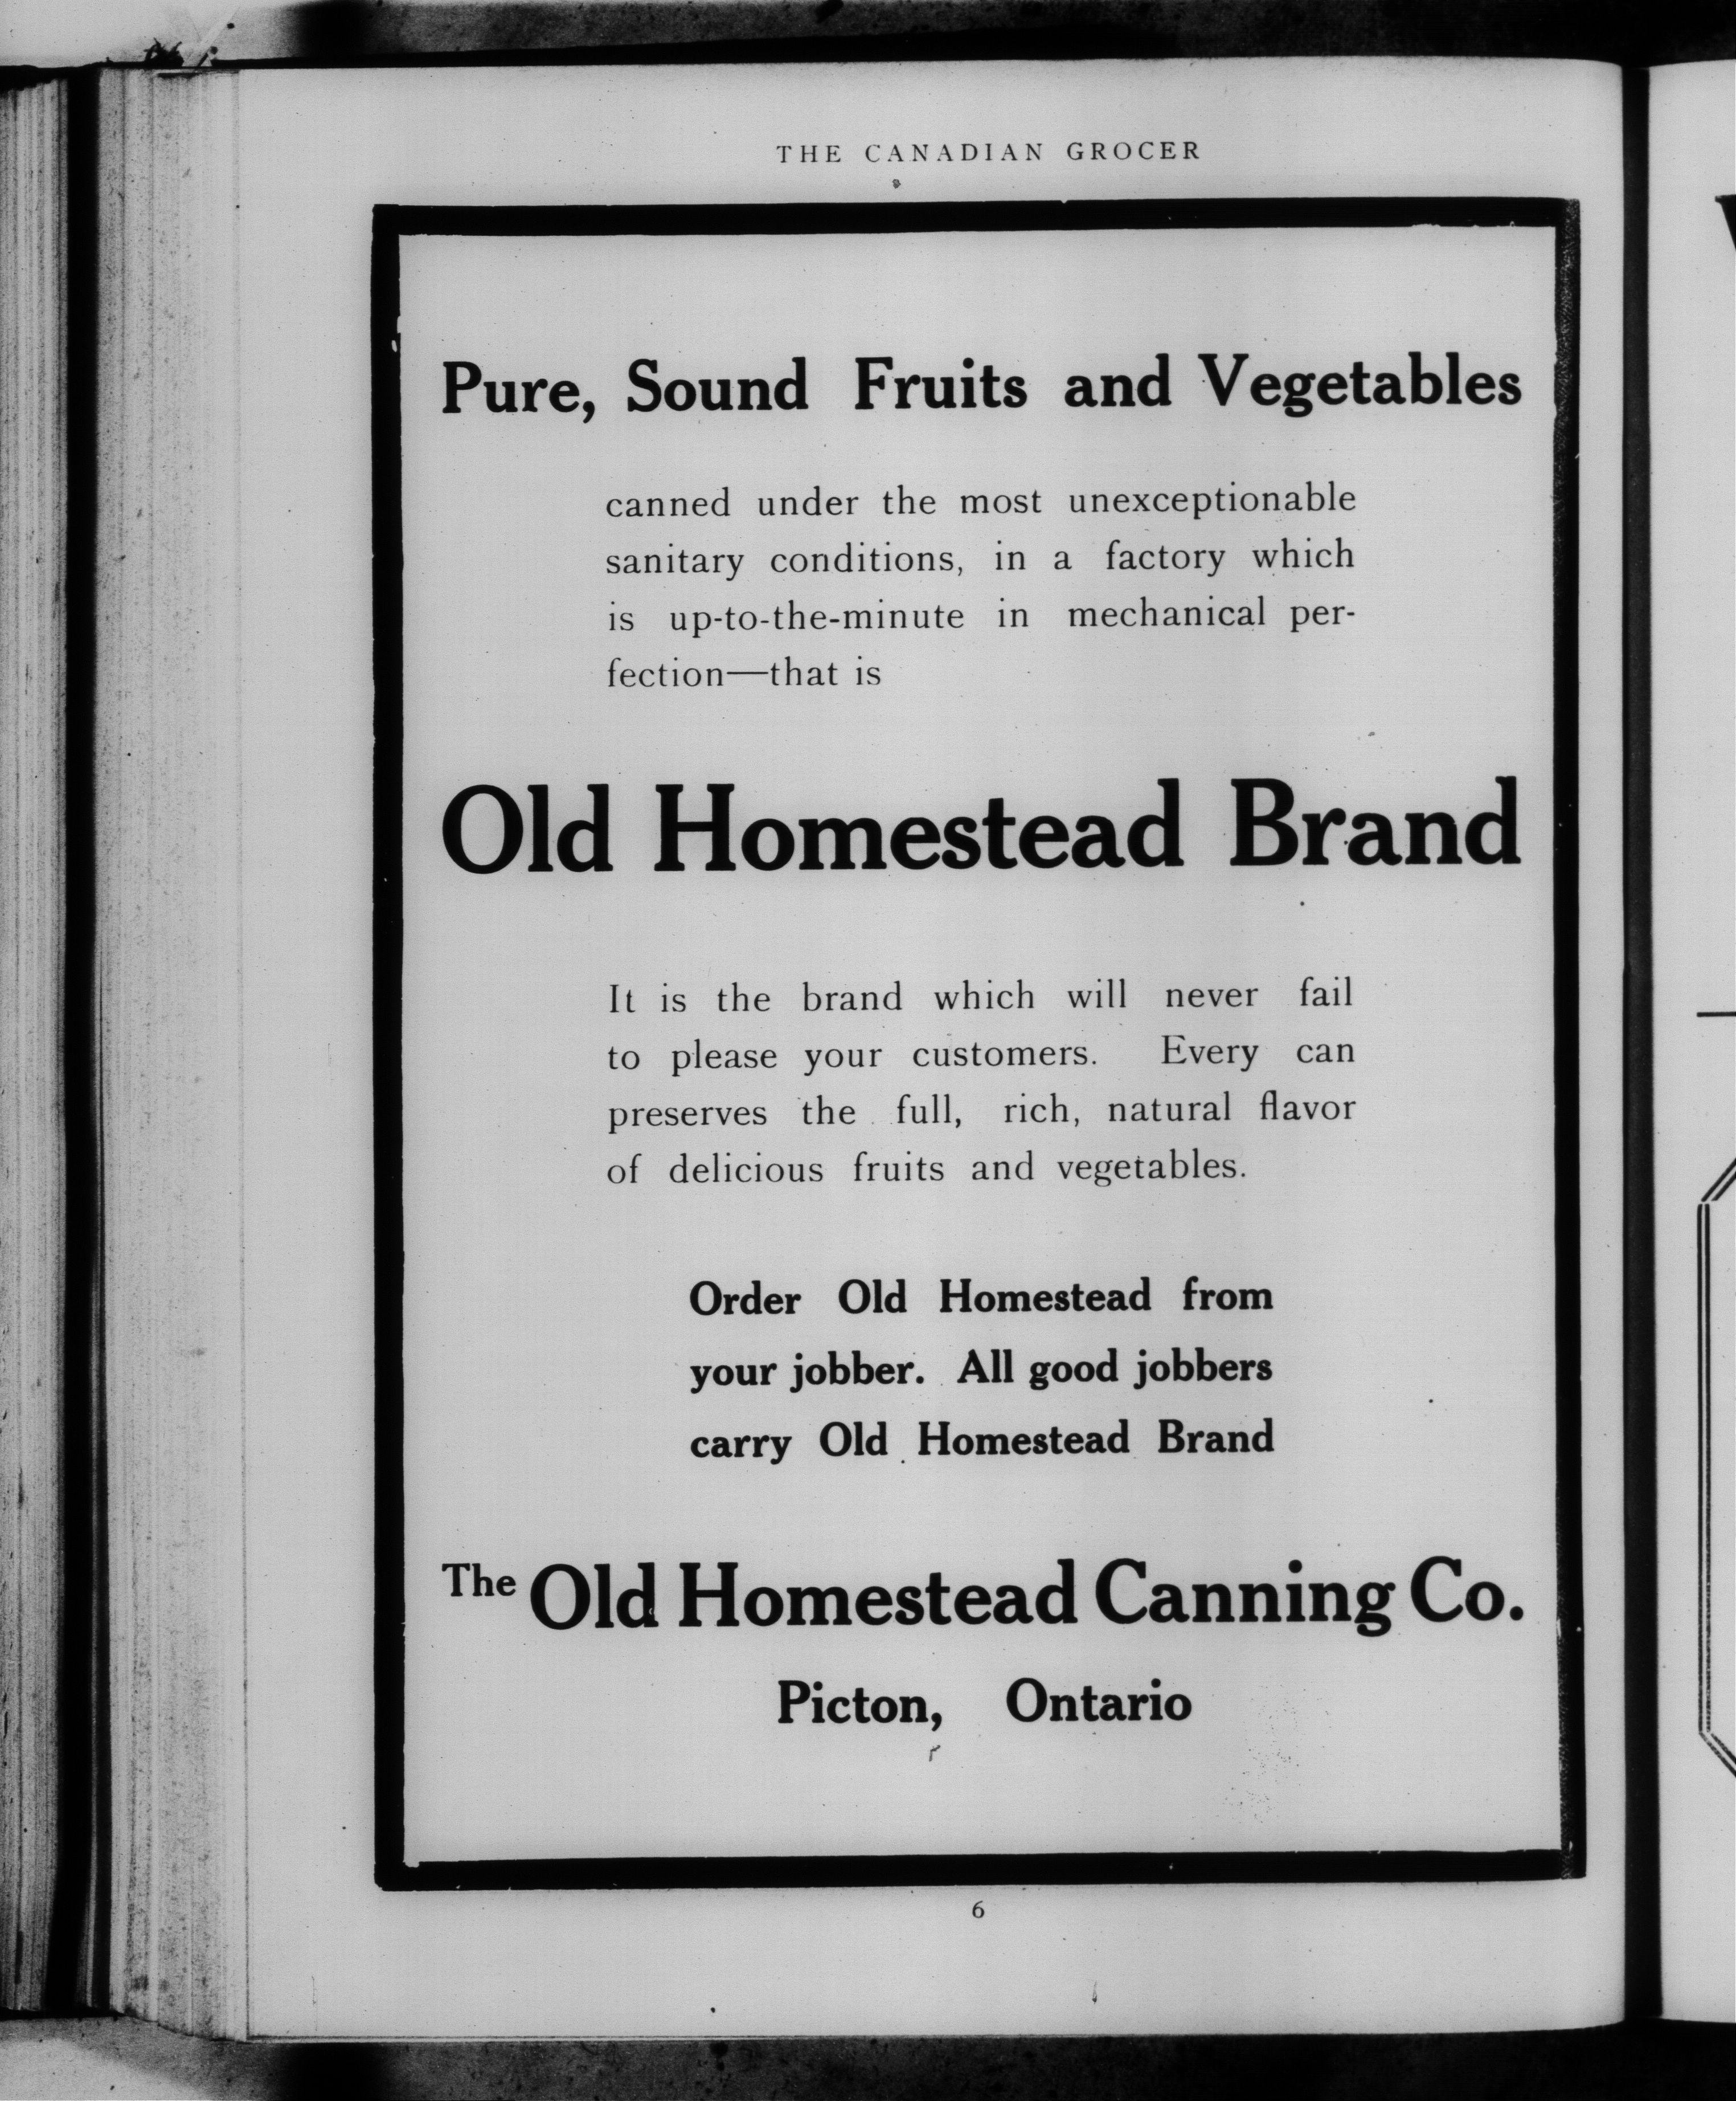 THE CANADIAN GROCER
Pure, Sound Fruits and Vegetables
canned under the most unexceptionable
sanitary conditions, in a factory which
is up-to-the-minute in mechanical per-
fection—that is
Old Homestead Brand
It is the brand which will never fail
to please your customers. Every can
preserves the full, rich, natural flavor
of delicious fruits and vegetables.
Order Old Homestead from
your jobber. All good jobbers
carry Old Homestead Brand
The Old Homestead Canning Co.
Picton, Ontario
6